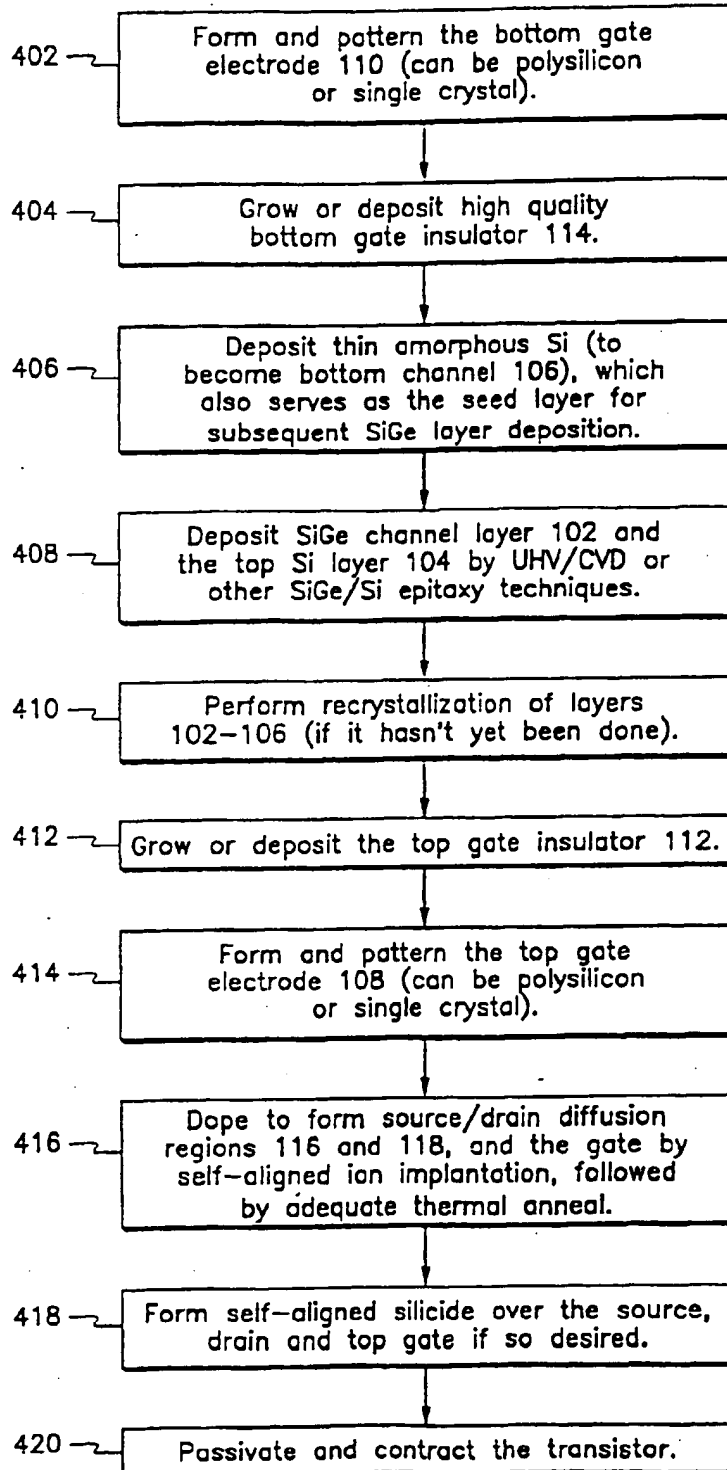 402
Form and pattern the bottom gate
electrode 110 (can be polysilicon
or single crystal).
404
Grow or deposit high quality
bottom gate insulator 114.
406
Deposit thin amorphous Si (to
become bottom channel 106), which
also serves as the seed layer for
subsequent SiGe layer deposition.
408
Deposit SiGe channel layer 102 and
the top Si layer 104 by UHV/CVD or
other SiGe/Si epitaxy techniques.
410
Perform recrystallization of layers
102-106 (if it hasn't yet been done).
412
Grow or deposit the top gate insulator 112.
414
Form and pattern the top gate
electrode 108 (can be polysilicon
or single crystal).
416
Dope to form source/drain diffusion
regions 116 and 118, and the gate by
self-aligned ion implantation, followed
by adequate thermal anneal.
418
Form self-aligned silicide over the source,
drain and top gate if so desired.
420
Passivate and contract the transistor.